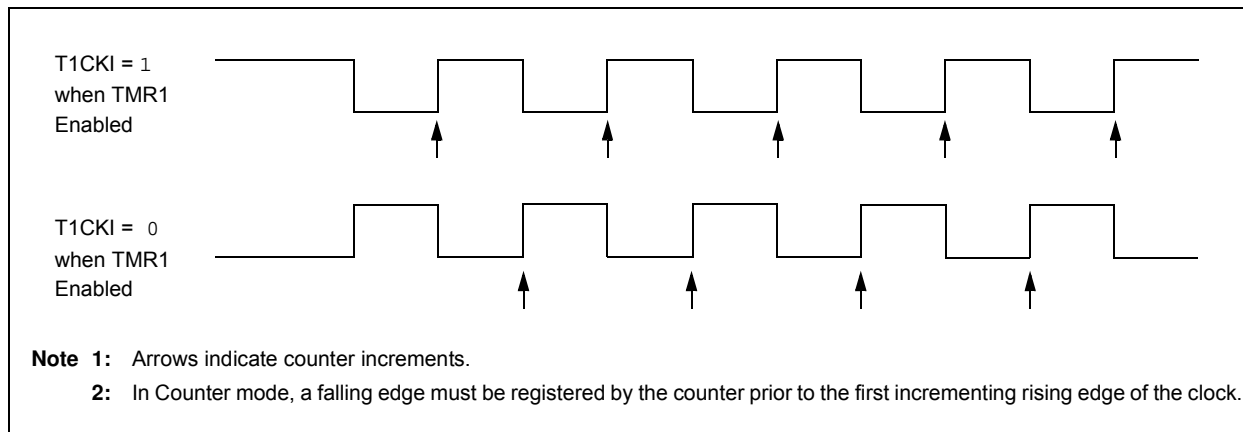 T1CKI = 1
when TMR1
Enabled
T1CKI = 0
when TMR1
Enabled
Note 1: Arrows indicate counter increments.
2: In Counter mode, a falling edge must be registered by the counter prior to the first incrementing rising edge of the clock.